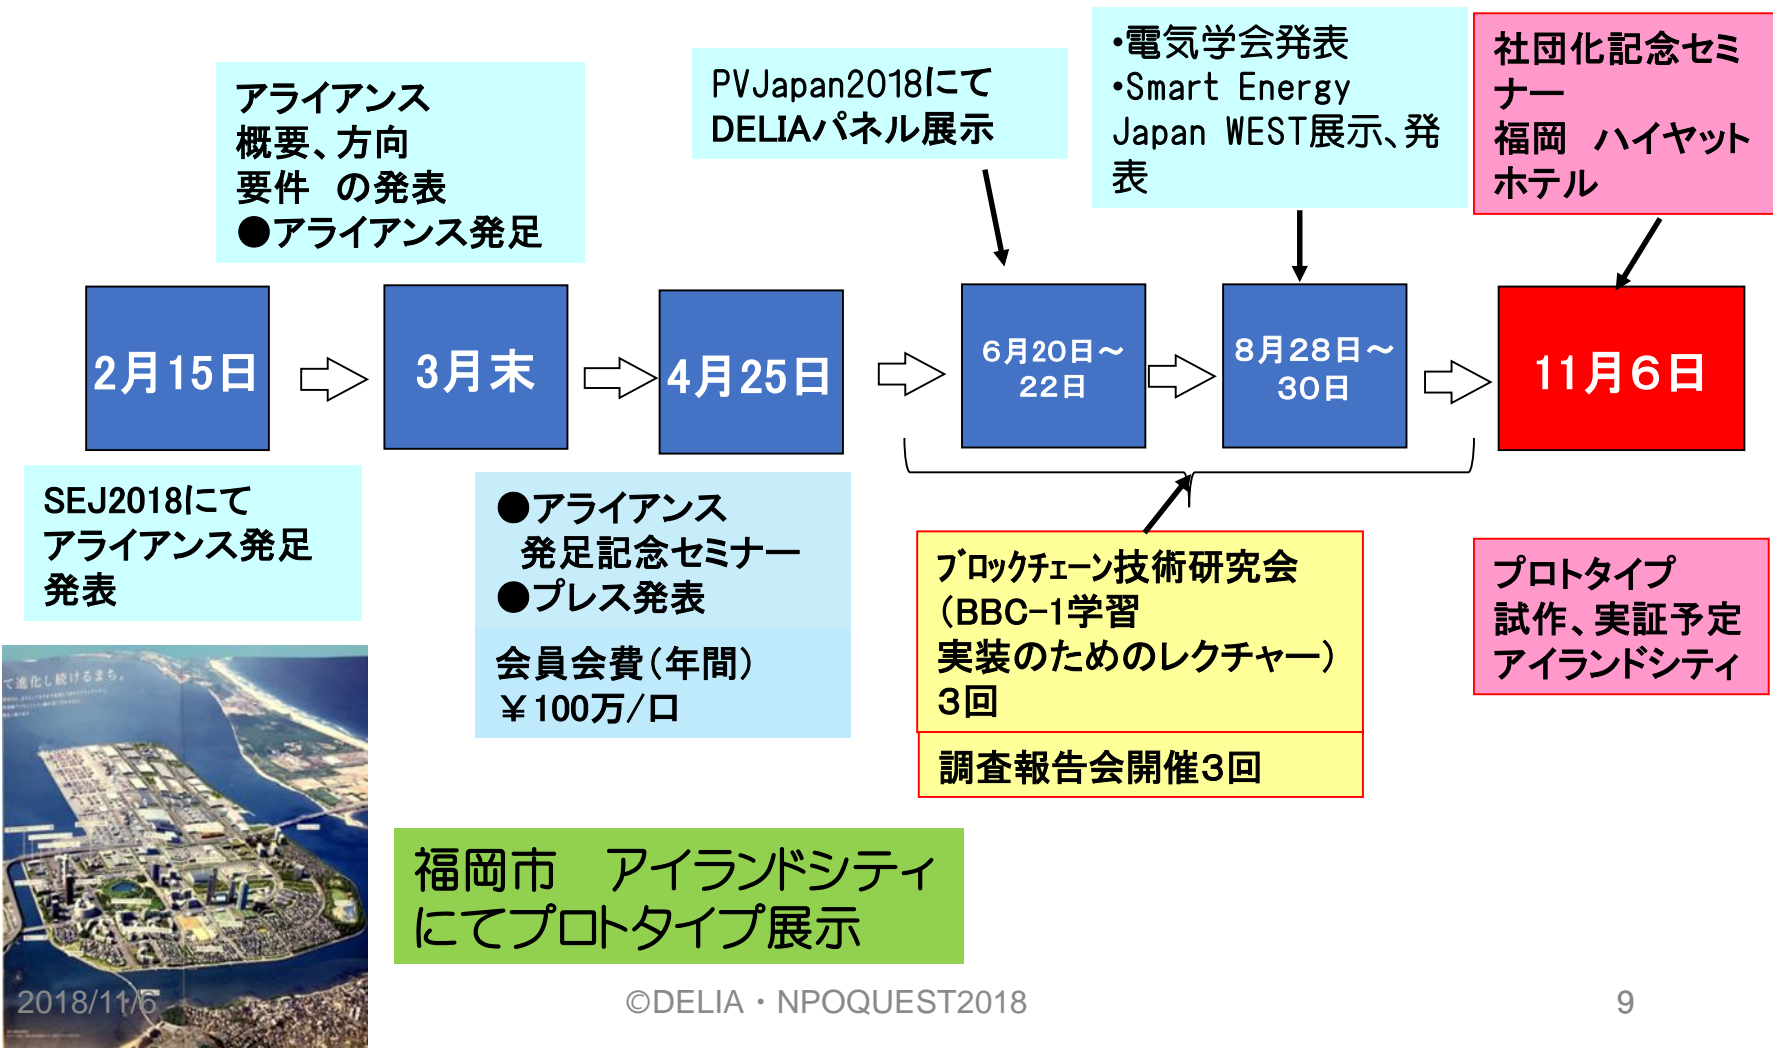 アライアンス
概要、方向
要件　の発表
●アライアンス発足
PVJapan2018にて
DELIAパネル展示
・電気学会発表
・Smart Energy
Japan WEST展示、発
表
社団化記念セミ
ナー
福岡　ハイヤット
ホテル
2月15日
3月末
4月25日
6月20日～
22日
8月28日～
30日
11月6日
SEJ2018にて
アライアンス発足
発表
●アライアンス
発足記念セミナー
●プレス発表
会員会費(年間)
￥100万/口
ブロックチェーン技術研究会
(BBC-1学習
実装のためのレクチャー)
3回
調査報告会開催3回
プロトタイプ
試作、実証予定
アイランドシティ
て進化し続けるまち。
福岡市　アイランドシティ
にてプロトタイプ展示
2018/11/6
©DELIA・NPOQUEST2018
9